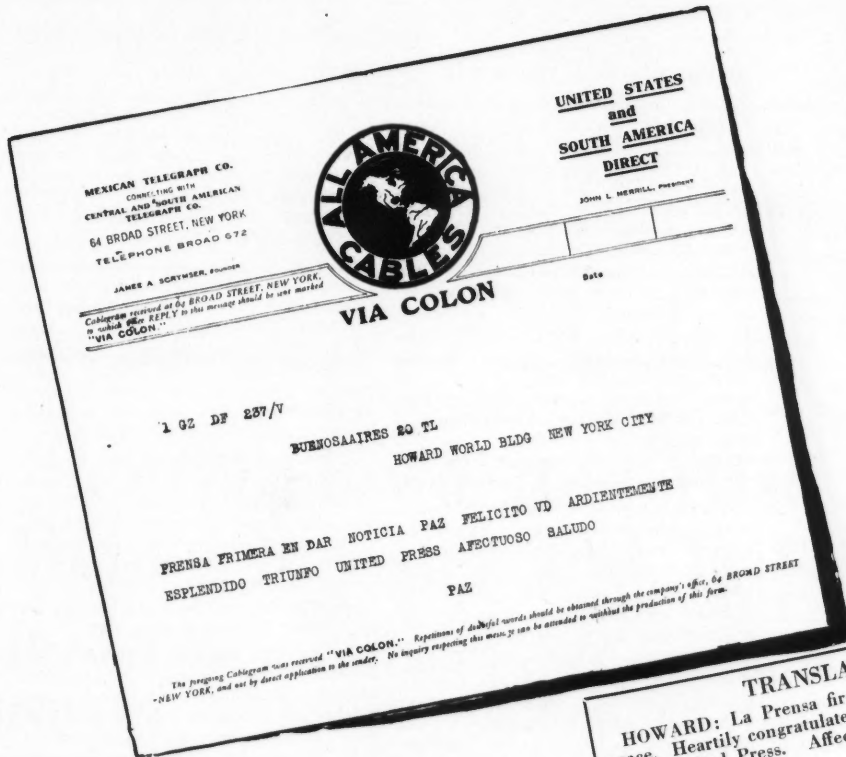 MEXICAN TELEGRAPH CO.
CONNECTING WITH
CENTRAL AND SOUTH AMERICAN
TELEGRAPH CO.
64 BROAD STREET, NEW YORK
TELEPHONE BROAD 672
JAMES A SCRYMSER, FOUNDER
Cablegram received at 64 BROAD STREET, NEW YORK,
to which office REPLY to this message should be sent marked
"VIA COLON."
ALL AMERICA
CABLES
VIA COLON
UNITED STATES
and
SOUTH AMERICA
DIRECT
JOHN L. MERRILL, PRESIDENT
Date
1 GZ DF 237/V
BUENOSAAIRES 20 TL
HOWARD WORLD BLDG NEW YORK CITY
PRENSA PRIMERA EN DAR NOTICIA PAZ FELICITO VD ARDIENTEMENTE
ESPLENDIDO TRIUNFO UNITED PRESS AFECTUOSO SALUDO
PAZ
The foregoing Cablegram was received "VIA COLON." Repetitions of doubtful words should be obtained through the company's office, 64 BROAD STREET
NEW YORK, and not by direct application to the sender. No inquiry respecting this message can be attended to without the production of this form.
TRANSLA
HOWARD: La Prensa fir
Heartily congratulate
Press. Affec